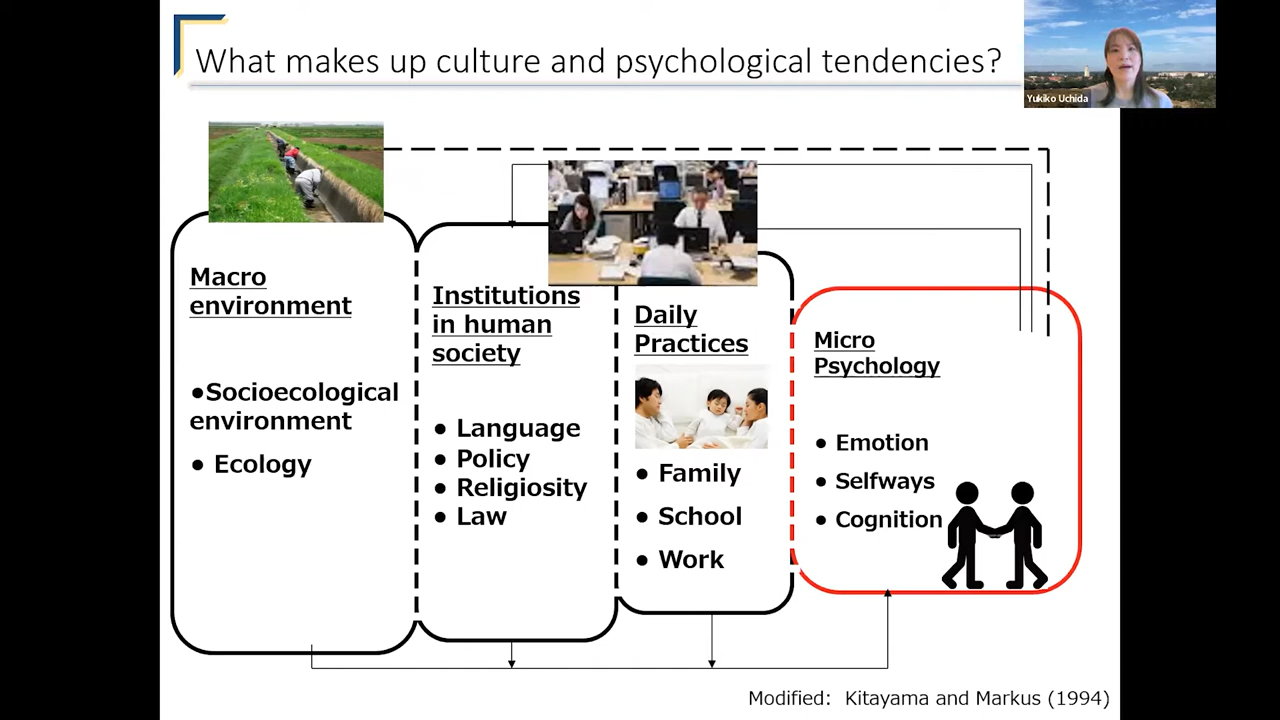 What makes up culture and psychological tendencies?
Yukiko Uchida
Macro
environment
●Socioecological
environment
● Ecology
Institutions
in human
society
● Language
● Policy
● Religiosity
● Law
Daily
Practices
● Family
● School
● Work
Micro
Psychology
● Emotion
● Selfways
● Cognition
Modified: Kitayama and Markus (1994)